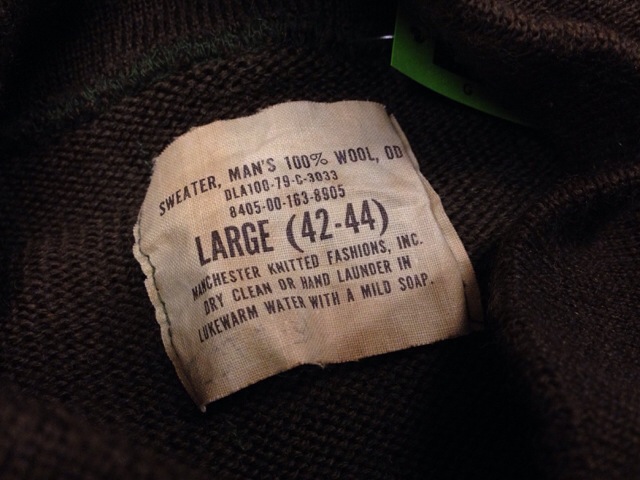 SWEATER, MAN'S 100% WOOL, OD
DLA100-79-C-3033
8405-00-163-8905
LARGE (42-44)
MANCHESTER KNITTED FASHIONS, INC.
DRY CLEAN OR HAND LAUNDER IN
LUKEWARM WATER WITH A MILD SOAP.